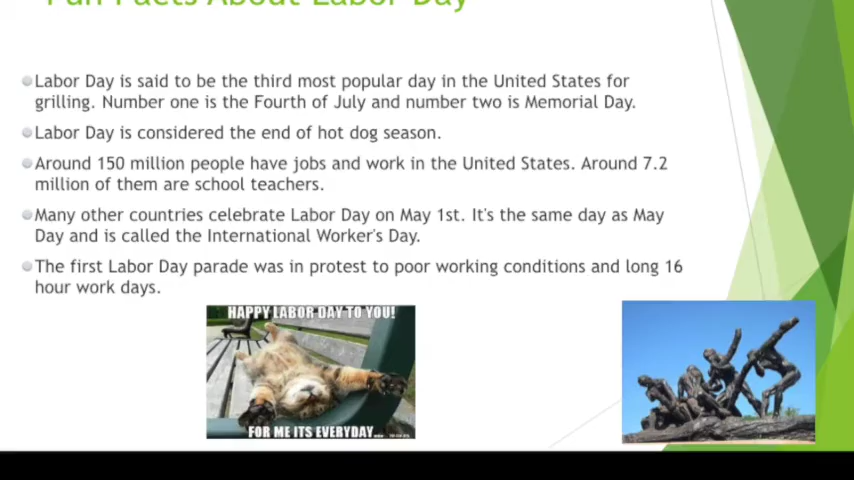 Fun Facts About Labor Day
Labor Day is said to be the third most popular day in the United States for
grilling. Number one is the Fourth of July and number two is Memorial Day.
Labor Day is considered the end of hot dog season.
Around 150 million people have jobs and work in the United States. Around 7.2
million of them are school teachers.
Many other countries celebrate Labor Day on May 1st. It's the same day as May
Day and is called the International Worker's Day.
The first Labor Day parade was in protest to poor working conditions and long 16
hour work days.
HAPPY LABOR DAY TO YOU!
FOR ME ITS EVERYDAY...